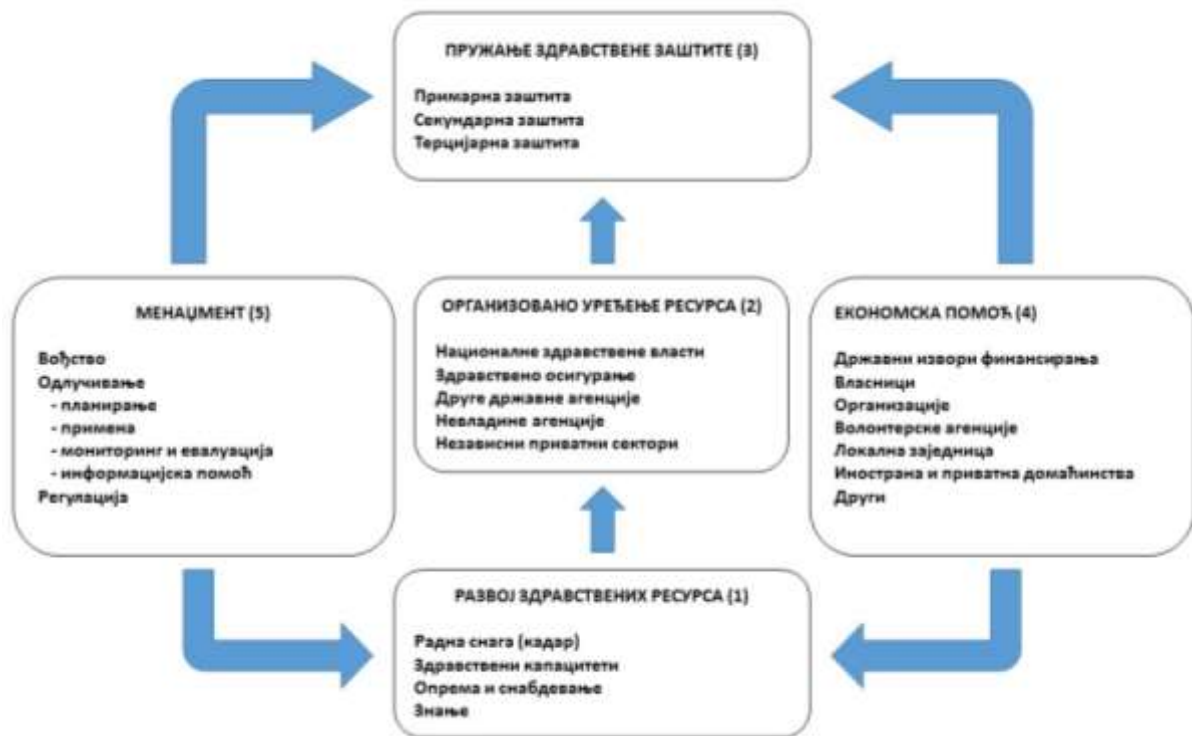 ПРУЖАЊЕ ЗДРАВСТВЕНЕ ЗАШТИТЕ (3)
Примарна заштита
Секундарна заштита
Терцијарна заштита
МЕНАЏМЕНТ (5)
Вођство
Одлучивање
- планирање
- примена
- мониторинг и евалуација
- информацијска помоћ
Регулација
ОРГАНИЗОВАНО УРЕЂЕЊЕ РЕСУРСА (2)
Националне здравствене власти
Здравствено осигурање
Друге државне агенције
Невладине агенције
Независни приватни сектори
ЕКОНОМСКА ПОМОЋ (4)
Државни извори финансирања
Власници
Организације
Волонтерске агенције
Локална заједница
Инострана и приватна домаћинства
Други
РАЗВОЈ ЗДРАВСТВЕНИХ РЕСУРСА (1)
Радна снага (кадар)
Здравствени капацитети
Опрема и снабдевање
Знање